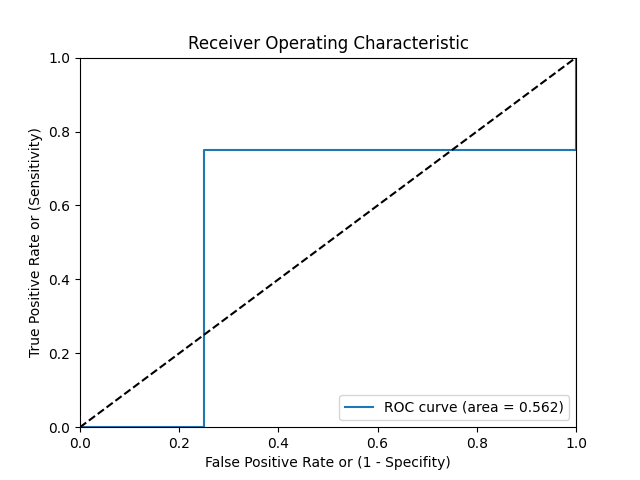 Receiver Operating Characteristic
True Positive Rate or (Sensitivity)
1.0
0.8
0.6
0.4
0.2
0.0
ROC curve (area = 0.562)
0.0 0.2 0.4 0.6 0.8 1.0
False Positive Rate or (1 - Specifity)